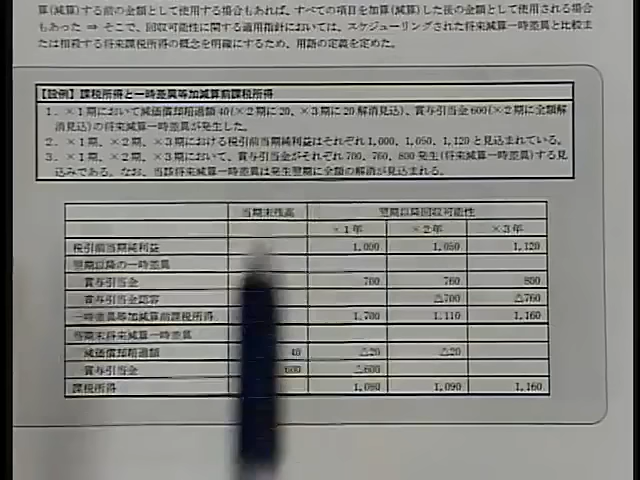 算(減算)する前の金額として使用する場合もあれば、すべての項目を加算(減算)した後の金額として使用される場合
もあった ⇒ そこで、回収可能性に関する適用指針においては、スケジューリングされた将来減算一時差異と比較また
は相殺する将来課税所得の概念を明確にするため、用語の定義を定めた。
【設例】課税所得と一時差異等加減算前課税所得
1．×1期において減価償却超過額40(×2期に20、×3期に20解消見込)、賞与引当金600(×2期に全額解
消見込)の将来減算一時差異が発生した。
2．×1期、×2期、×3期における税引前当期純利益はそれぞれ1,000、1,050、1,120と見込まれている。
3．×1期、×2期、×3期において、賞与引当金がそれぞれ700、760、800発生(将来減算一時差異)する見
込みである。なお、当該将来減算一時差異は発生翌期に全額の解消が見込まれる。
当期末残高 翌期以降回収可能性
×1年 ×2年 ×3年
税引前当期純利益 1,000 1,050 1,120
翌期以降の一時差異
賞与引当金 700 760 800
賞与引当金認容 △700 △760
一時差異等加減算前課税所得 1,700 1,110 1,160
当期末将来減算一時差異
減価償却超過額 40 △20 △20
賞与引当金 600 △600
課税所得 1,080 1,090 1,160